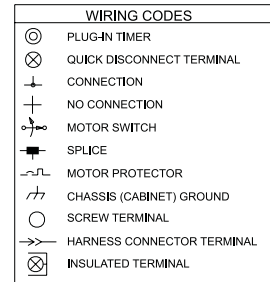 WIRING CODES
PLUG-IN TIMER
QUICK DISCONNECT TERMINAL
CONNECTION
NO CONNECTION
MOTOR SWITCH
SPLICE
MOTOR PROTECTOR
CHASSIS (CABINET) GROUND
SCREW TERMINAL
HARNESS CONNECTOR TERMINAL
INSULATED TERMINAL